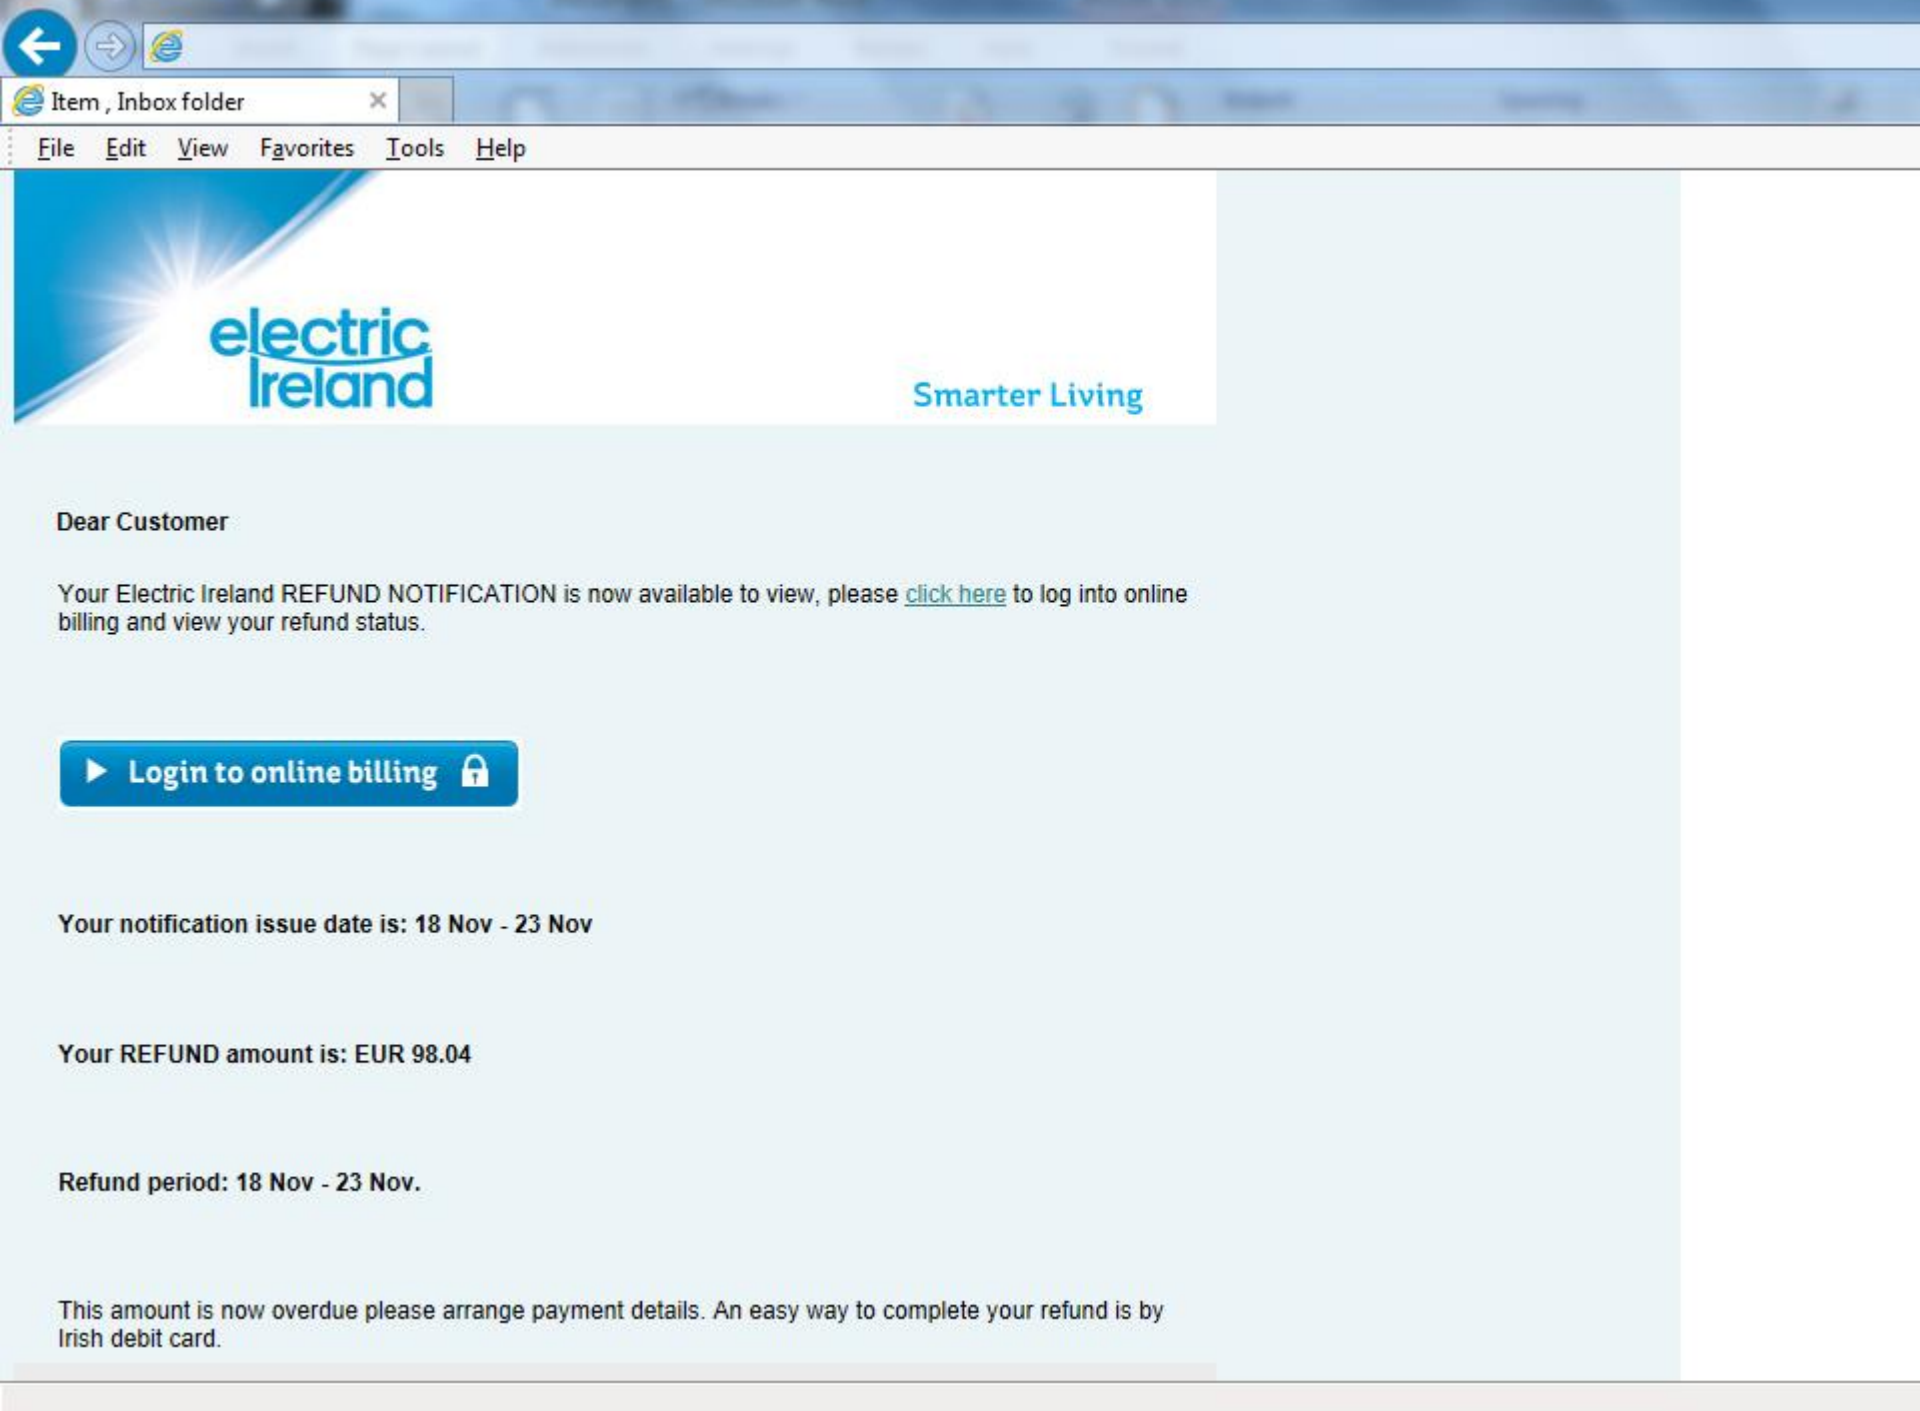 Item , Inbox folder
File Edit View Favorites Tools Help
electric
Ireland
Smarter Living
Dear Customer
Your Electric Ireland REFUND NOTIFICATION is now available to view, please click here to log into online
billing and view your refund status.
Login to online billing
Your notification issue date is: 18 Nov - 23 Nov
Your REFUND amount is: EUR 98.04
Refund period: 18 Nov - 23 Nov.
This amount is now overdue please arrange payment details. An easy way to complete your refund is by
Irish debit card.